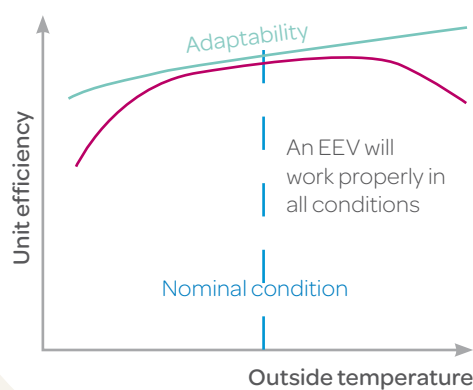 Adaptability
Unit efficiency
An EEV will
work properly in
all conditions
Nominal condition
Outside temperature